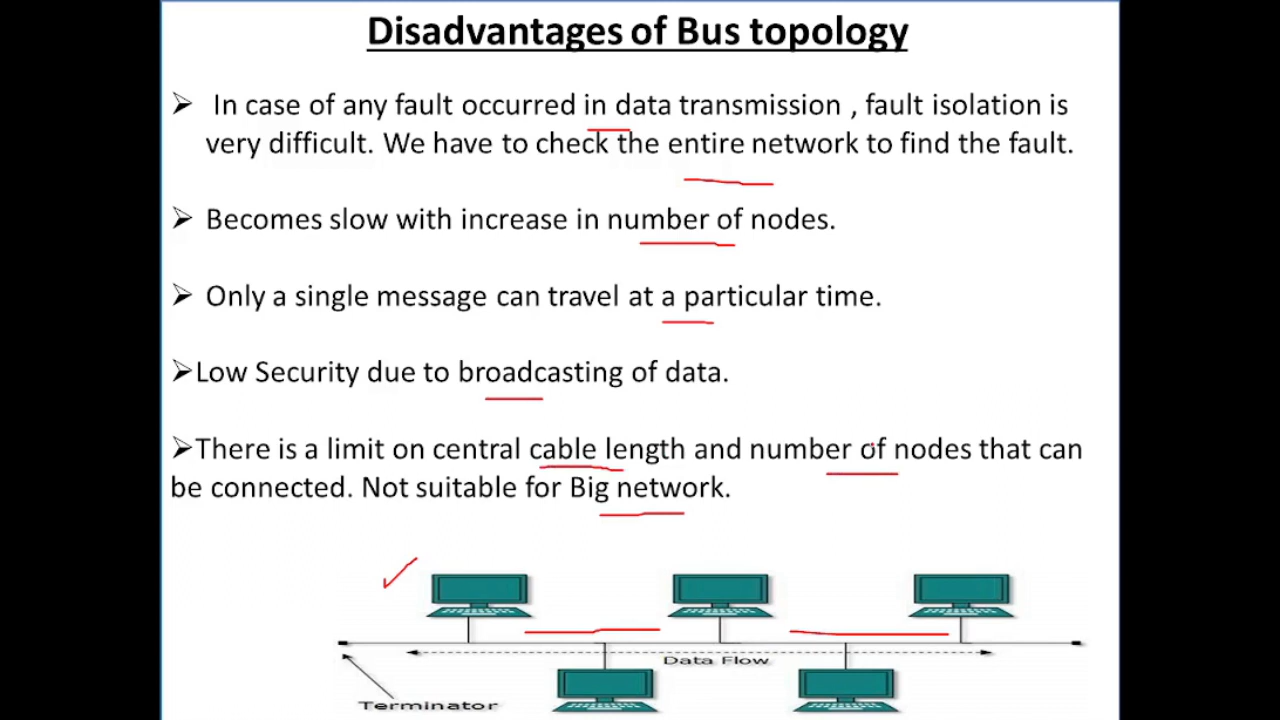 Disadvantages of Bus topology
➢ In case of any fault occurred in data transmission , fault isolation is
very difficult. We have to check the entire network to find the fault.
➢ Becomes slow with increase in number of nodes.
➢ Only a single message can travel at a particular time.
➢Low Security due to broadcasting of data.
➢There is a limit on central cable length and number of nodes that can
be connected. Not suitable for Big network.
Data Flow
Terminator